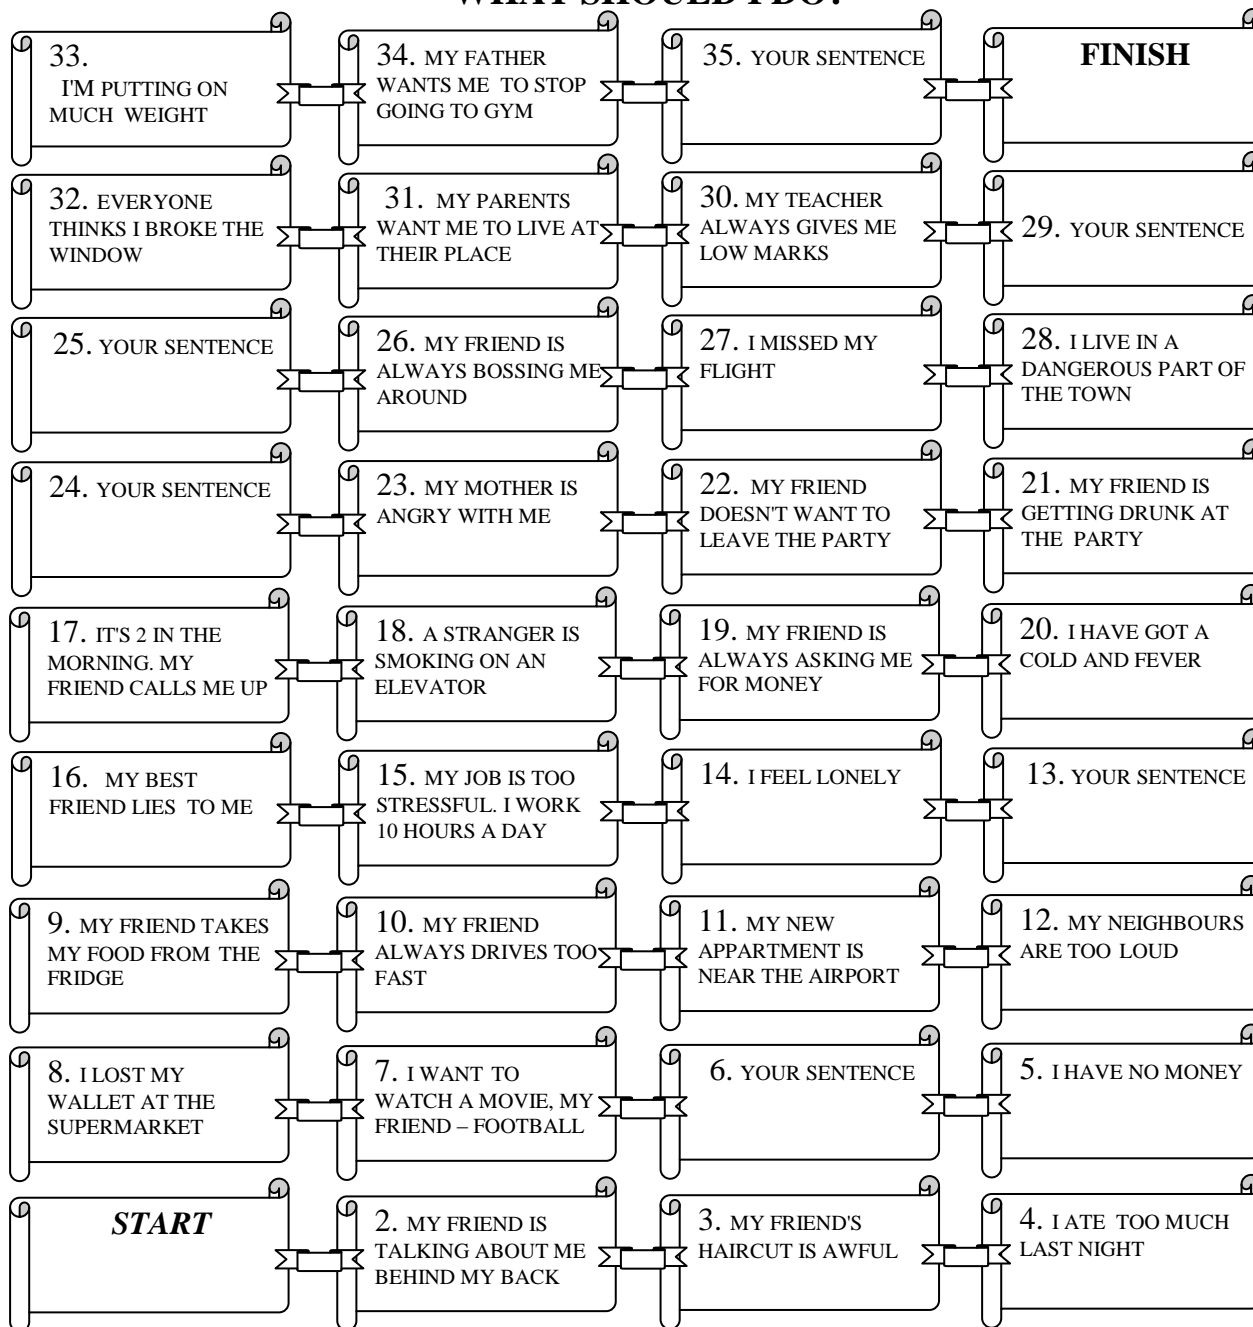 WHAT SHOULD I DO?
33.
I'M PUTTING ON
MUCH WEIGHT
34. MY FATHER
WANTS ME TO STOP
GOING TO GYM
35. YOUR SENTENCE
FINISH
32. EVERYONE
THINKS I BROKE THE
WINDOW
31. MY PARENTS
WANT ME TO LIVE AT
THEIR PLACE
30. MY TEACHER
ALWAYS GIVES ME
LOW MARKS
29. YOUR SENTENCE
25. YOUR SENTENCE
26. MY FRIEND IS
ALWAYS BOSSING ME
AROUND
27. I MISSED MY
FLIGHT
28. I LIVE IN A
DANGEROUS PART OF
THE TOWN
24. YOUR SENTENCE
23. MY MOTHER IS
ANGRY WITH ME
22. MY FRIEND
DOESN'T WANT TO
LEAVE THE PARTY
21. MY FRIEND IS
GETTING DRUNK AT
THE PARTY
17. IT'S 2 IN THE
MORNING. MY
FRIEND CALLS ME UP
18. A STRANGER IS
SMOKING ON AN
ELEVATOR
19. MY FRIEND IS
ALWAYS ASKING ME
FOR MONEY
20. I HAVE GOT A
COLD AND FEVER
16. MY BEST
FRIEND LIES TO ME
15. MY JOB IS TOO
STRESSFUL. I WORK
10 HOURS A DAY
14. I FEEL LONELY
13. YOUR SENTENCE
9. MY FRIEND TAKES
MY FOOD FROM THE
FRIDGE
10. MY FRIEND
ALWAYS DRIVES TOO
FAST
11. MY NEW
APPARTMENT IS
NEAR THE AIRPORT
12. MY NEIGHBOURS
ARE TOO LOUD
8. I LOST MY
WALLET AT THE
SUPERMARKET
7. I WANT TO
WATCH A MOVIE, MY
FRIEND – FOOTBALL
6. YOUR SENTENCE
5. I HAVE NO MONEY
START
2. MY FRIEND IS
TALKING ABOUT ME
BEHIND MY BACK
3. MY FRIEND'S
HAIRCUT IS AWFUL
4. I ATE TOO MUCH
LAST NIGHT